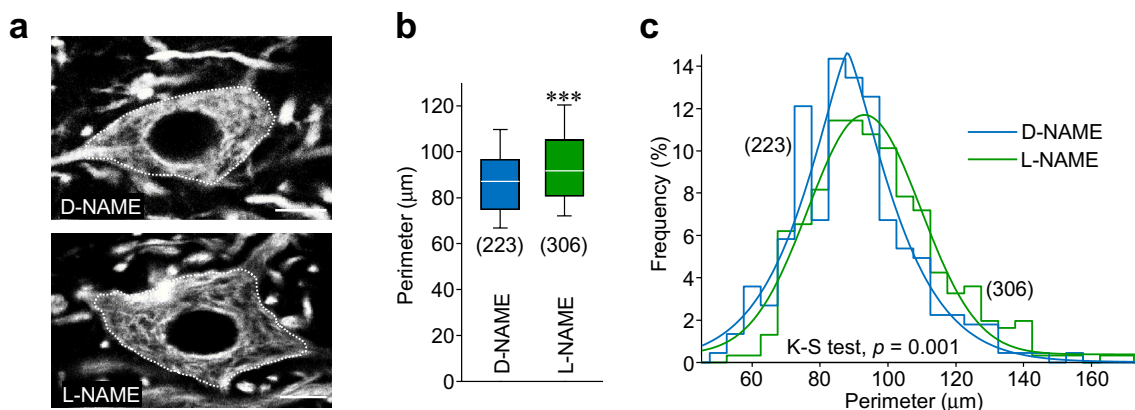 a
D-NAME
L-NAME
b
Perimeter (µm)
120
100
80
60
40
20
0
***
(223)
(306)
D-NAME
L-NAME
c
Frequency (%)
14
12
10
8
6
4
2
0
(223)
D-NAME
L-NAME
(306)
K-S test, p = 0.001
60
80
100
120
140
160
Perimeter (µm)